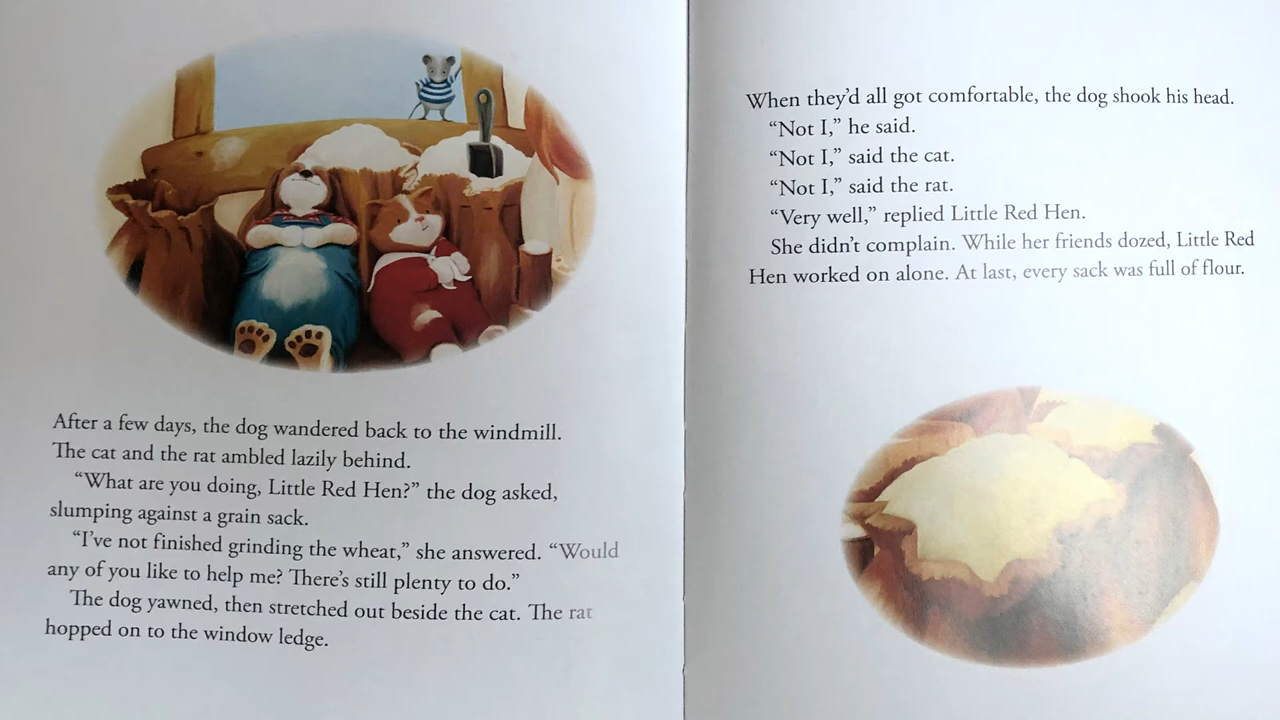 After a few days, the dog wandered back to the windmill.
The cat and the rat ambled lazily behind.
“What are you doing, Little Red Hen?” the dog asked,
slumping against a grain sack.
“I’ve not finished grinding the wheat,” she answered. “Would
any of you like to help me? There’s still plenty to do.”
The dog yawned, then stretched out beside the cat. The rat
hopped on to the window ledge.
When they’d all got comfortable, the dog shook his head.
“Not I,” he said.
“Not I,” said the cat.
“Not I,” said the rat.
“Very well,” replied Little Red Hen.
She didn’t complain. While her friends dozed, Little Red
Hen worked on alone. At last, every sack was full of flour.